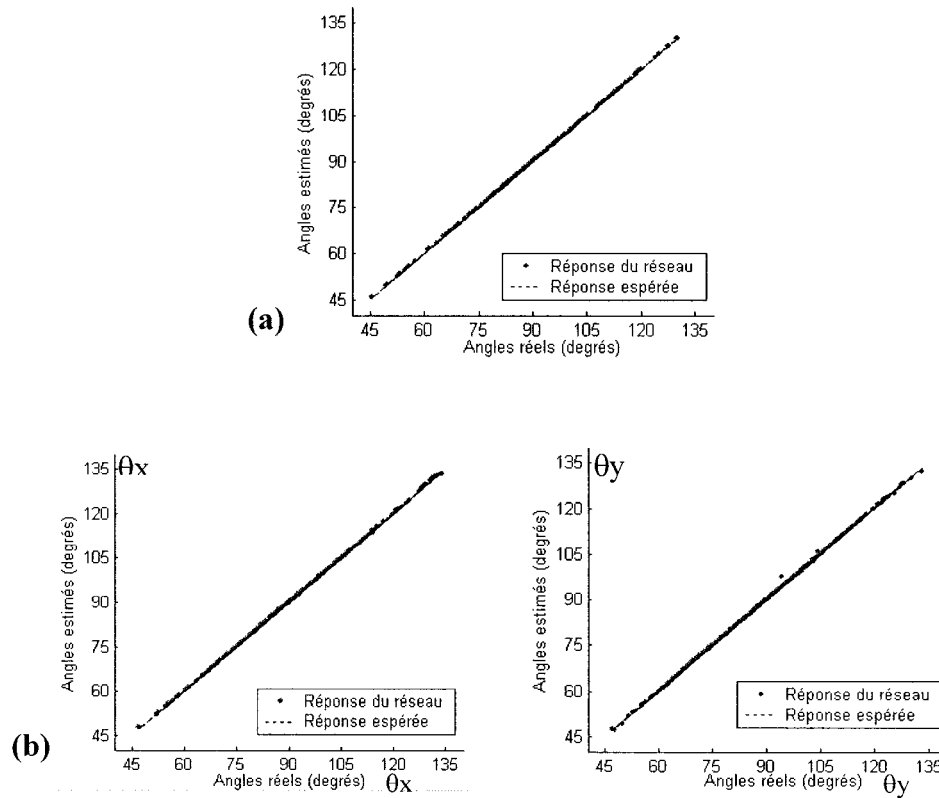 135
120
105
90
75
60
45
Angles estimés (degrés)
Réponse du réseau
Réponse espérée
45 60 75 90 105 120 135
Angles réels (degrés)
(a)
θx
135
120
105
90
75
60
45
Angles estimés (degrés)
Réponse du réseau
Réponse espérée
45 60 75 90 105 120 135
Angles réels (degrés)
θx
θy
135
120
105
90
75
60
45
Angles estimés (degrés)
Réponse du réseau
Réponse espérée
45 60 75 90 105 120 135
Angles réels (degrés)
θy
(b)